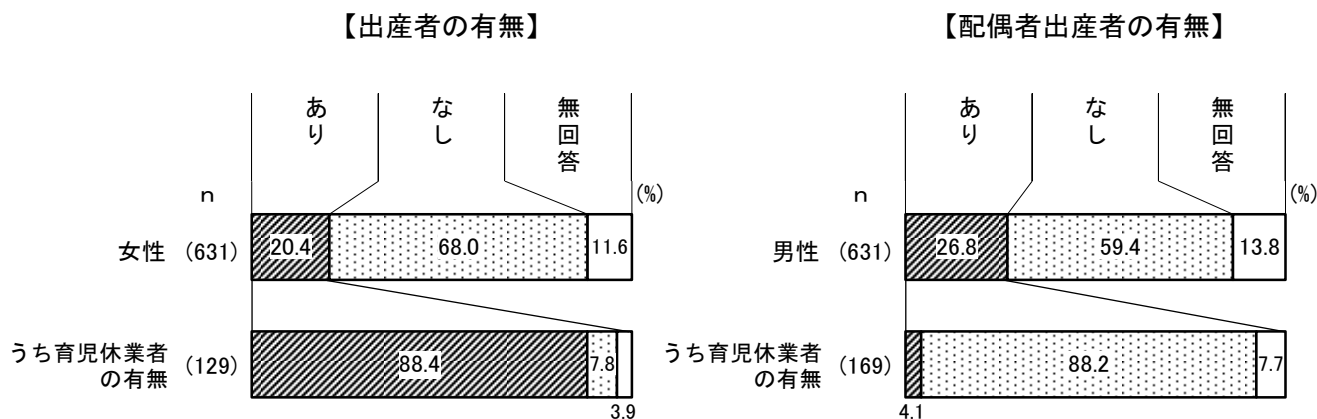 【出産者の有無】
あり
なし
無回答
n
(%)
女性 (631) 20.4 68.0 11.6
うち育児休業者
の有無 (129) 88.4 7.8
3.9
【配偶者出産者の有無】
あり
なし
無回答
n
(%)
男性 (631) 26.8 59.4 13.8
うち育児休業者
の有無 (169) 88.2 7.7
4.1